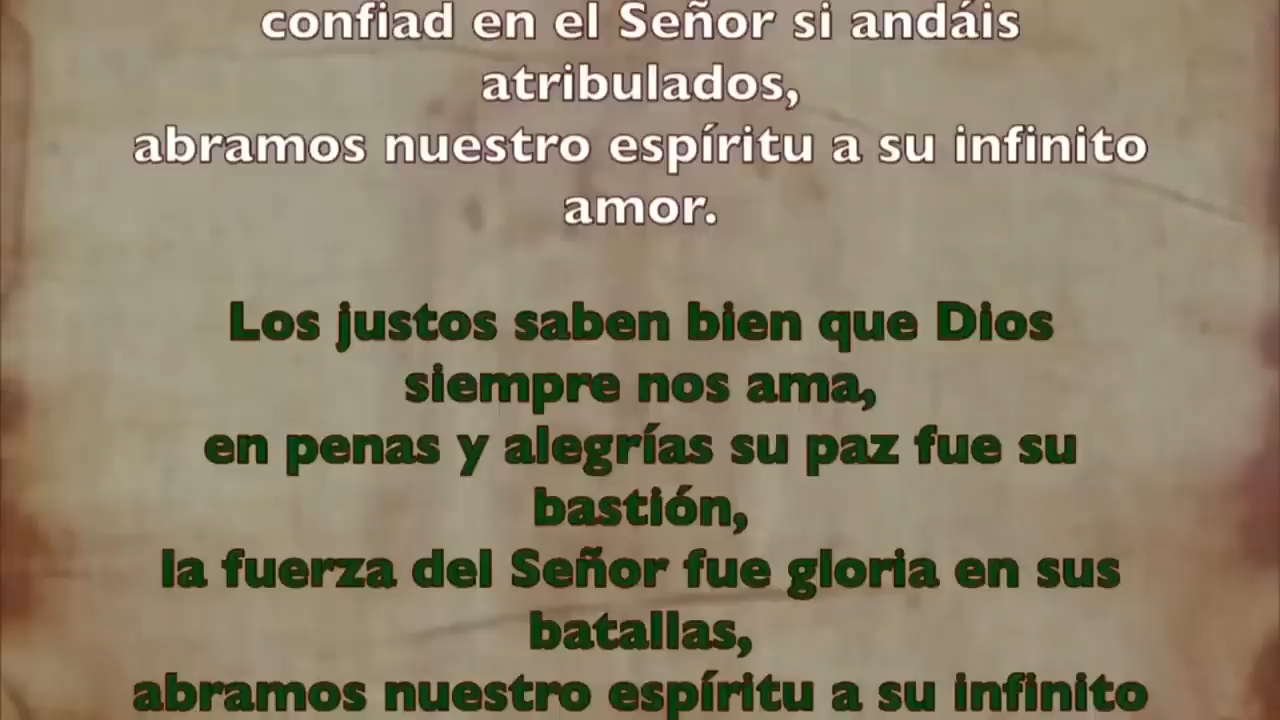 confiad en el Señor si andáis
atribulados,
abramos nuestro espíritu a su infinito
amor.
Los justos saben bien que Dios
siempre nos ama,
en penas y alegrías su paz fue su
bastión,
la fuerza del Señor fue gloria en sus
batallas,
abramos nuestro espíritu a su infinito